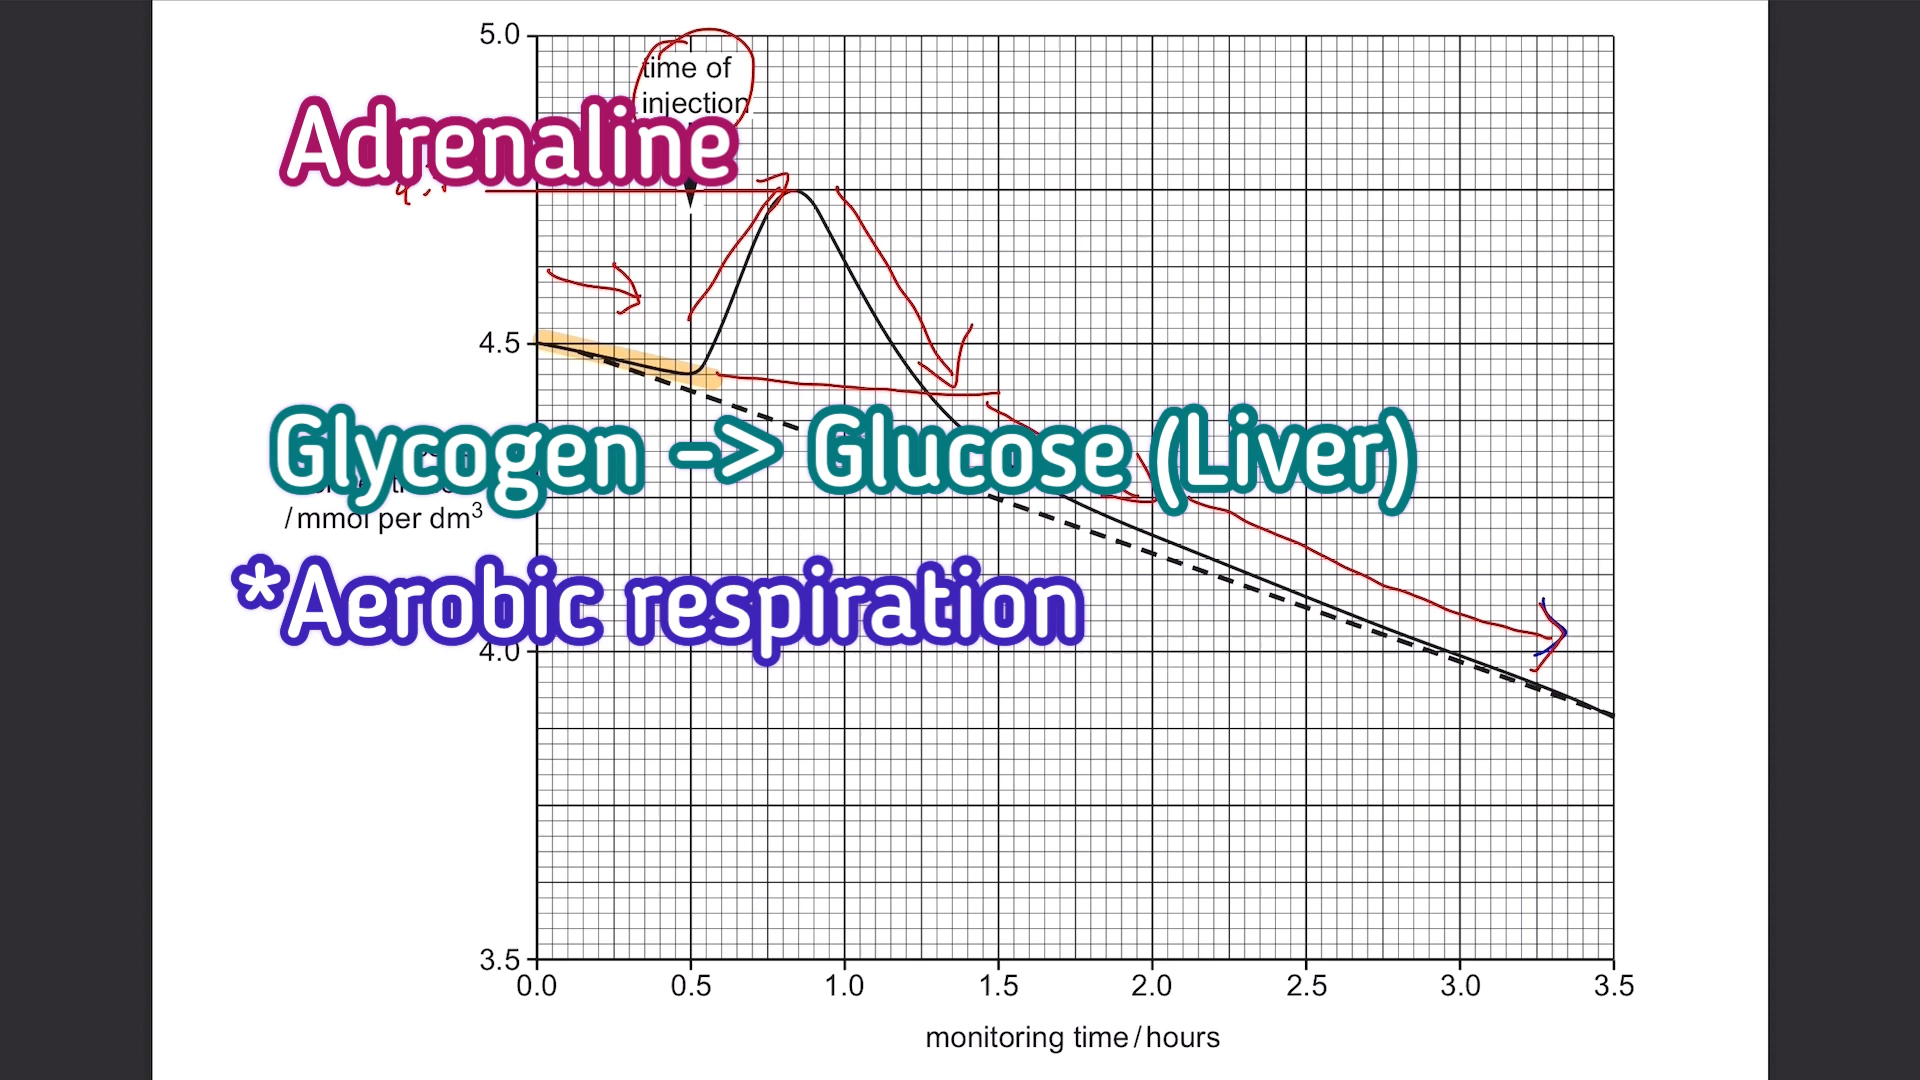 5.0
time of
injection
Adrenaline
4.5
Glycogen -> Glucose (Liver)
/ mmol per dm³
*Aerobic respiration
4.0
3.5
0.0 0.5 1.0 1.5 2.0 2.5 3.0 3.5
monitoring time / hours